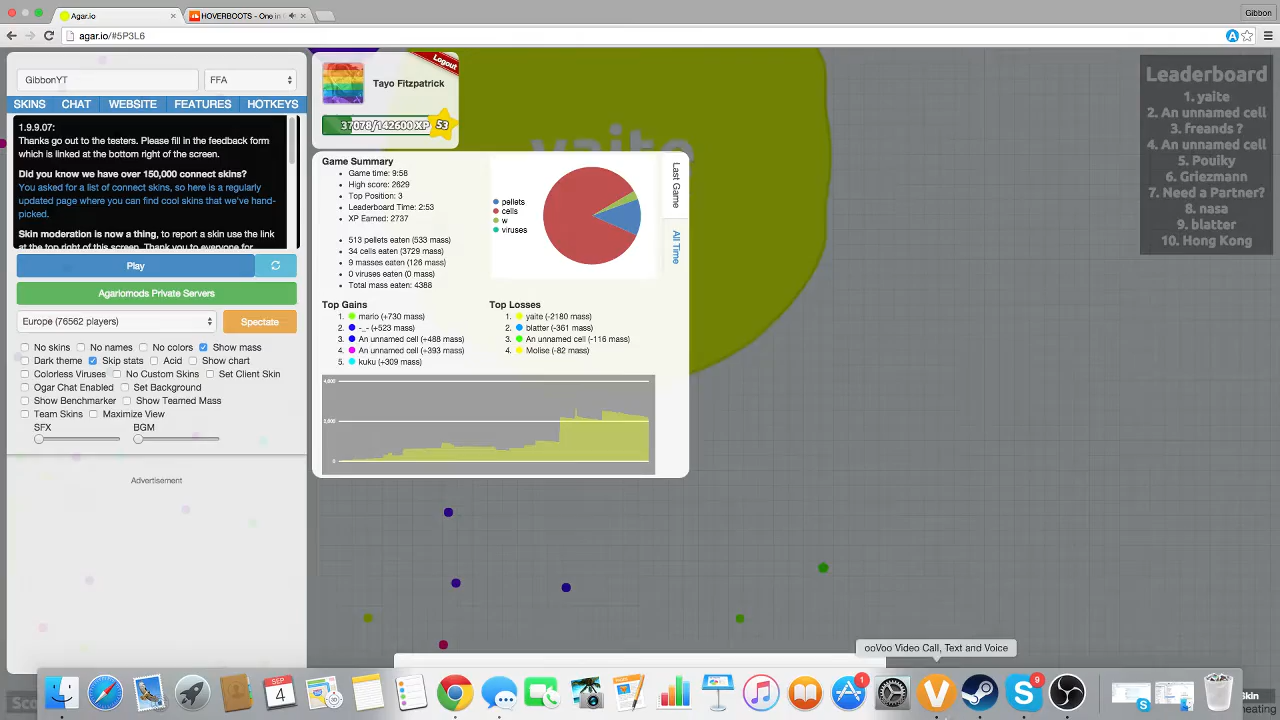 Agar.io
HOVERBOOTS - One in
Gibbon
agar.io/#5P3L6
GibbonYT
FFA
SKINS
CHAT
WEBSITE
FEATURES
HOTKEYS
1.9.9.07:
Thanks go out to the testers. Please fill in the feedback form
which is linked at the bottom right of the screen.
Did you know we have over 150,000 connect skins?
You asked for a list of connect skins, so here is a regularly
updated page where you can find cool skins that we've hand-
picked.
Skin moderation is now a thing, to report a skin use the link
at the top right of this screen. Thank you to everyone for
Play
Agariomods Private Servers
Europe (76562 players)
Spectate
No skins
No names
No colors
Show mass
Dark theme
Skip stats
Acid
Show chart
Colorless Viruses
No Custom Skins
Set Client Skin
Ogar Chat Enabled
Set Background
Show Benchmarker
Show Teamed Mass
Team Skins
Maximize View
SFX
BGM
Advertisement
Logout
Tayo Fitzpatrick
37078/142600 XP
53
Game Summary
Game time: 9:58
High score: 2629
Top Position: 3
Leaderboard Time: 2:53
XP Earned: 2737
513 pellets eaten (533 mass)
34 cells eaten (3729 mass)
9 masses eaten (126 mass)
0 viruses eaten (0 mass)
Total mass eaten: 4388
pellets
cells
w
viruses
Last Game
All Time
Top Gains
1. mario (+730 mass)
2. -_- (+523 mass)
3. An unnamed cell (+488 mass)
4. An unnamed cell (+393 mass)
5. kuku (+309 mass)
Top Losses
1. yaite (-2180 mass)
2. blatter (-361 mass)
3. An unnamed cell (-116 mass)
4. Molise (-82 mass)
4,000
2,000
0
yaite
Leaderboard
1. yaite
2. An unnamed cell
3. freands ?
4. An unnamed cell
5. Pouiky
6. Griezmann
7. Need a Partner?
8. nasa
9. blatter
10. Hong Kong
ooVoo Video Call, Text and Voice
SEP
4
1
9
Sco
Skin